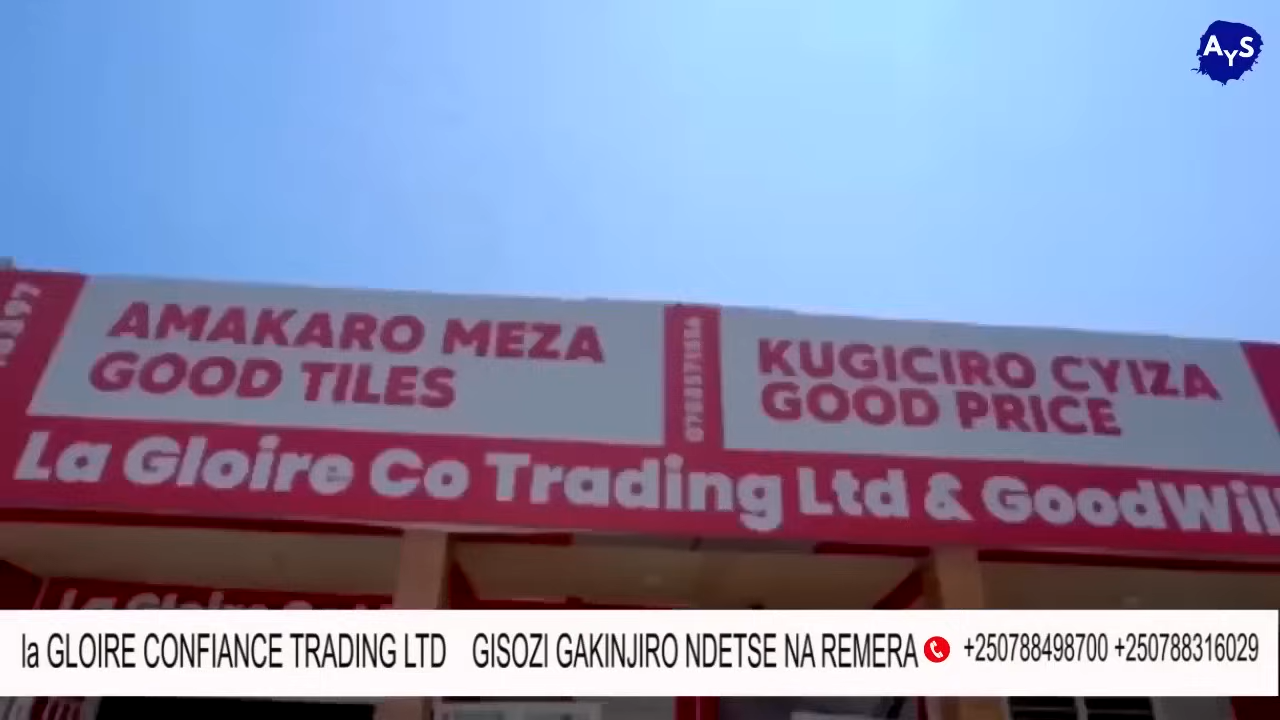 AYS
AMAKARO MEZA
GOOD TILES
KUGICIRO CYIZA
GOOD PRICE
La Gloire Co Trading Ltd & GoodWill
la GLOIRE CONFIANCE TRADING LTD GISOZI GAKINJIRO NDETSE NA REMERA +250788498700 +250788316029